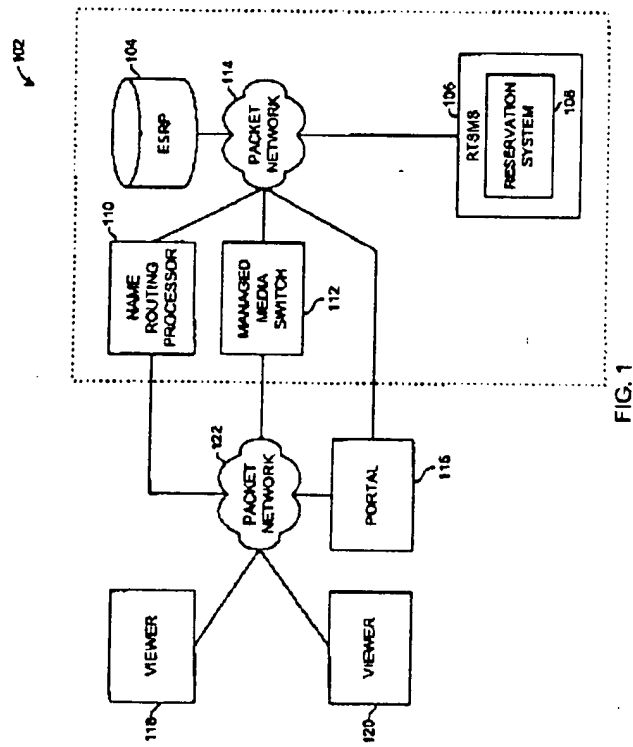 102
104
ESRP
114
PACKET
NETWORK
106
RTSMS
RESERVATION
SYSTEM
108
110
NAME
ROUTING
PROCESSOR
MANAGED
MEDIA
SWITCH
112
122
PACKET
NETWORK
PORTAL
116
VIEWER
118
VIEWER
120
FIG. 1